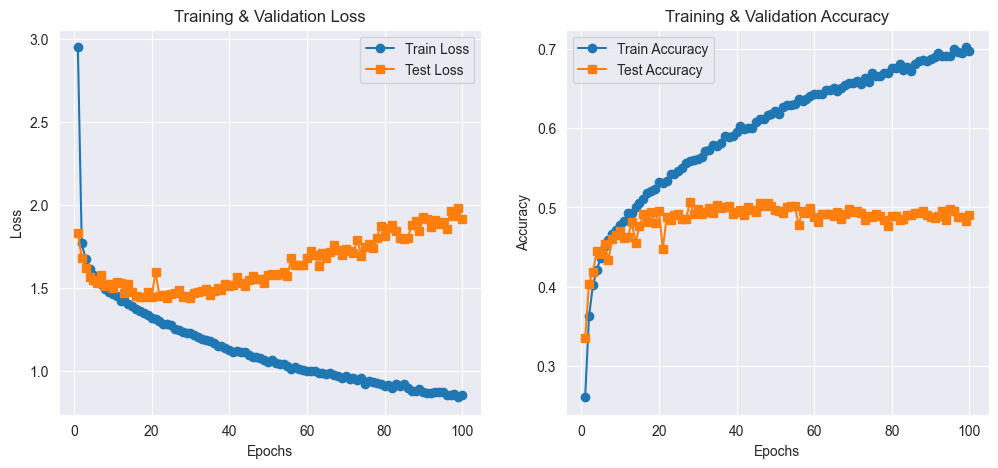 Training & Validation Loss
3.0
2.5
2.0
1.5
1.0
Loss
Train Loss
Test Loss
0
20
40
60
80
100
Epochs
Training & Validation Accuracy
0.7
0.6
0.5
0.4
0.3
Accuracy
Train Accuracy
Test Accuracy
0
20
40
60
80
100
Epochs